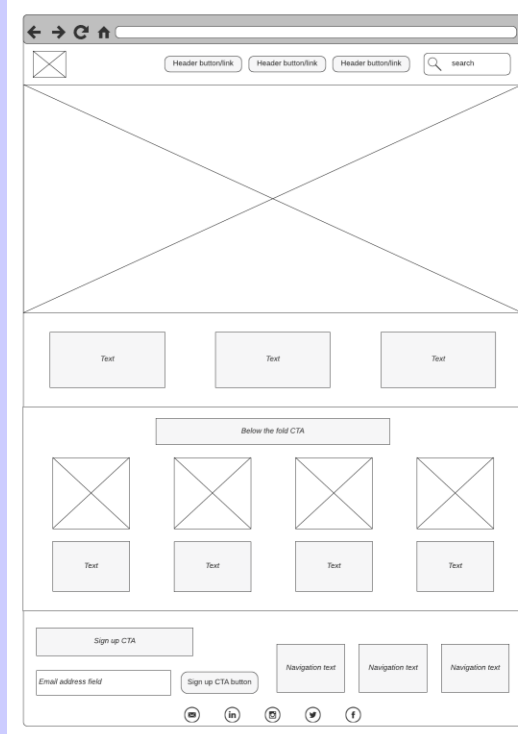 Header button/link Header button/link Header button/link search
Text Text Text
Below the fold CTA
Text Text Text Text
Sign up CTA
Navigation text Navigation text Navigation text
Email address field Sign up CTA button